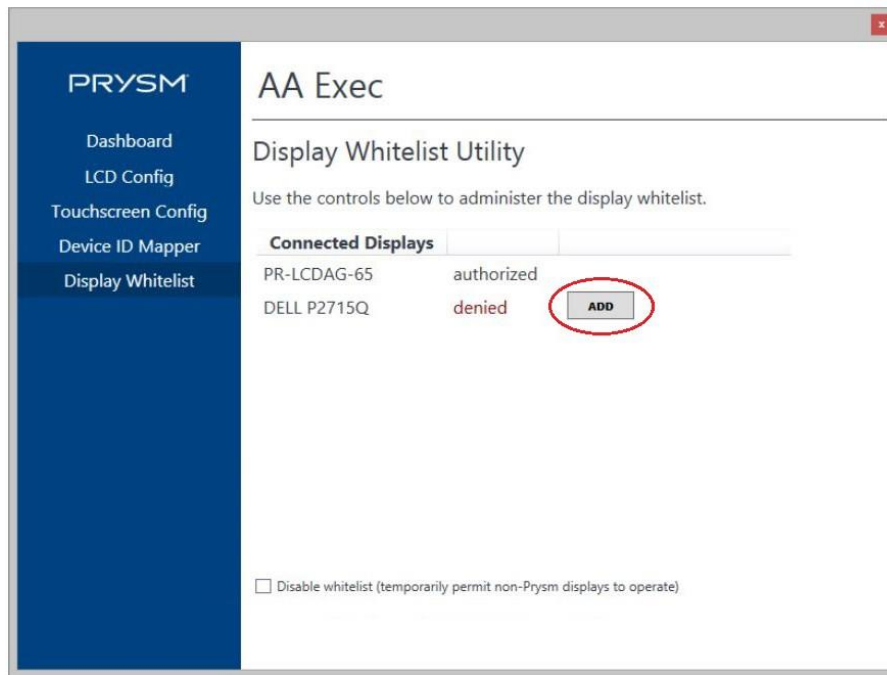 x
PRYSM
Dashboard
LCD Config
Touchscreen Config
Device ID Mapper
Display Whitelist
AA Exec
Display Whitelist Utility
Use the controls below to administer the display whitelist.
Connected Displays
PR-LCDAG-65 authorized
DELL P2715Q denied ADD
Disable whitelist (temporarily permit non-Prysm displays to operate)